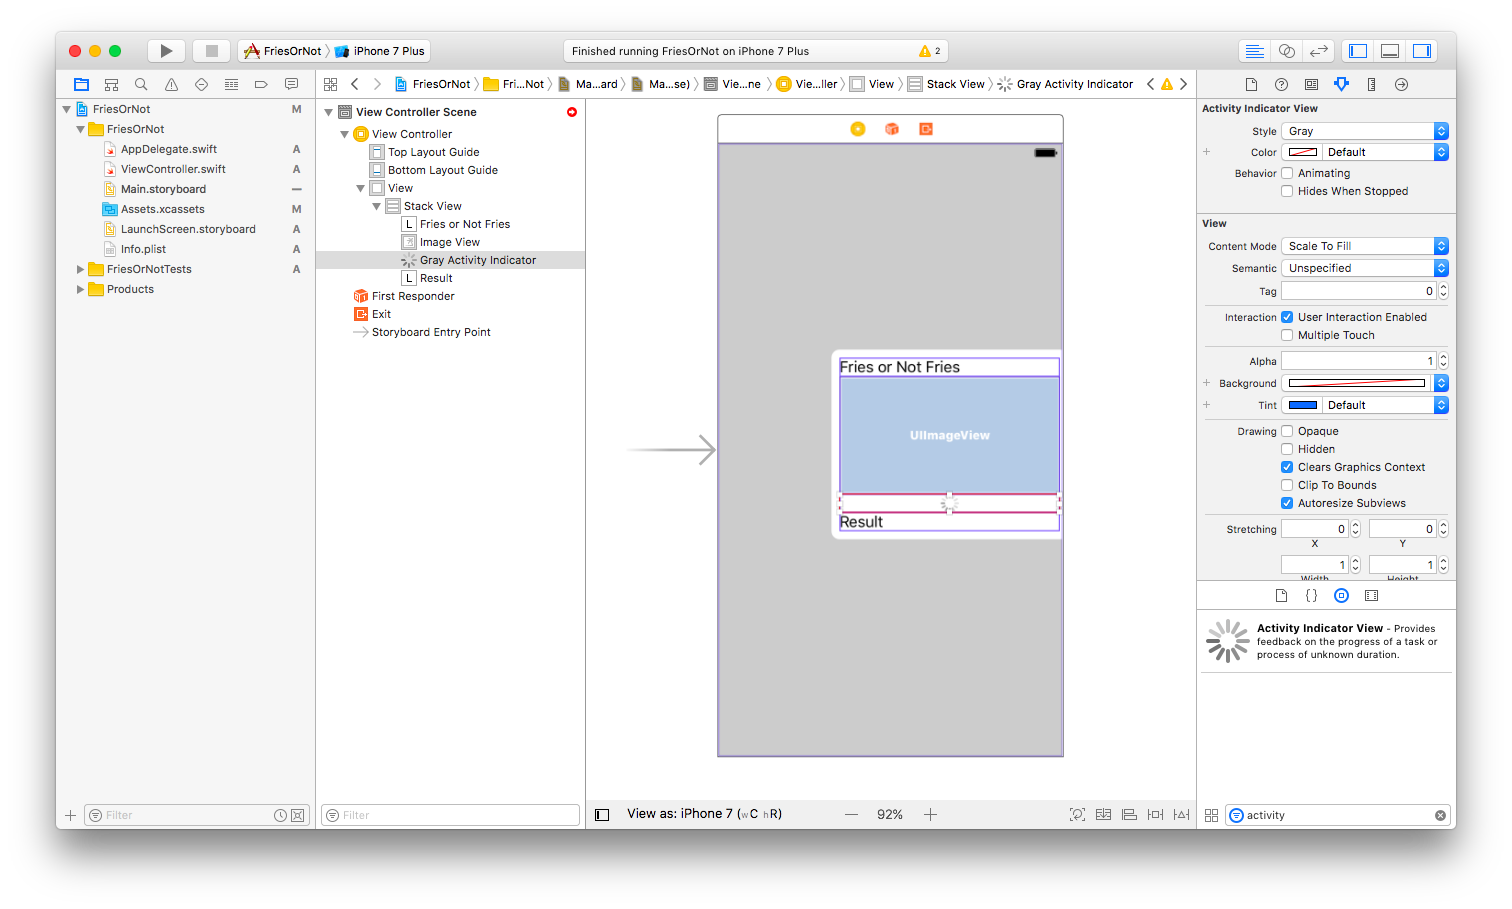 FriesOrNot
iPhone 7 Plus
Finished running FriesOrNot on iPhone 7 Plus
2
FriesOrNot
Fri...Not
Ma...ard
Ma...se)
Vie...ne
Vie...ller
View
Stack View
Gray Activity Indicator
FriesOrNot M
FriesOrNot
AppDelegate.swift A
ViewController.swift A
Main.storyboard —
Assets.xcassets M
LaunchScreen.storyboard A
Info.plist A
FriesOrNotTests A
Products
Filter
View Controller Scene
View Controller
Top Layout Guide
Bottom Layout Guide
View
Stack View
L Fries or Not Fries
Image View
Gray Activity Indicator
L Result
First Responder
Exit
Storyboard Entry Point
Filter
Fries or Not Fries
UIImageView
Result
View as: iPhone 7 (wC hR)
— 92% +
Activity Indicator View
Style Gray
+ Color Default
Behavior Animating
Hides When Stopped
View
Content Mode Scale To Fill
Semantic Unspecified
Tag 0
Interaction User Interaction Enabled
Multiple Touch
Alpha 1
+ Background
+ Tint Default
Drawing Opaque
Hidden
Clears Graphics Context
Clip To Bounds
Autoresize Subviews
Stretching 0 0
X Y
1 1
Width Height
{}
Activity Indicator View - Provides
feedback on the progress of a task or
process of unknown duration.
activity